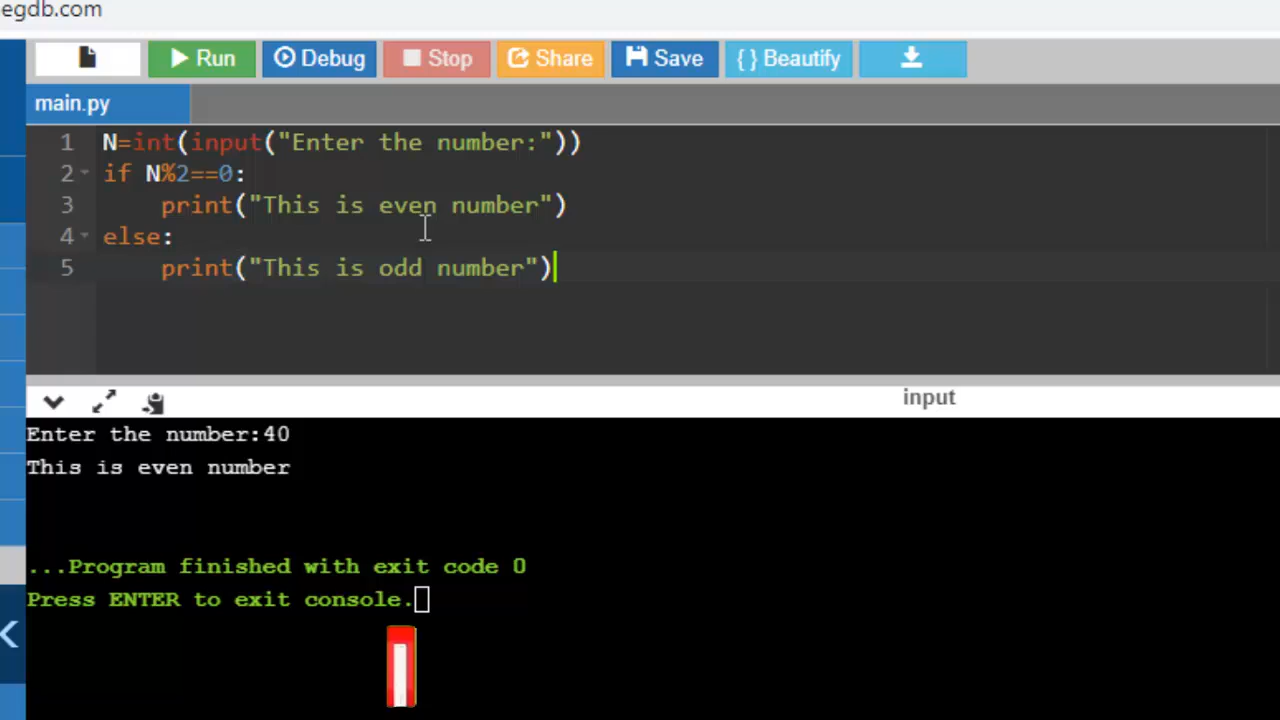 egdb.com
Run Debug Stop Share Save { } Beautify
main.py
1 N=int(input("Enter the number:"))
2 if N%2==0:
3     print("This is even number")
4 else:
5     print("This is odd number")
input
Enter the number:40
This is even number
...Program finished with exit code 0
Press ENTER to exit console.